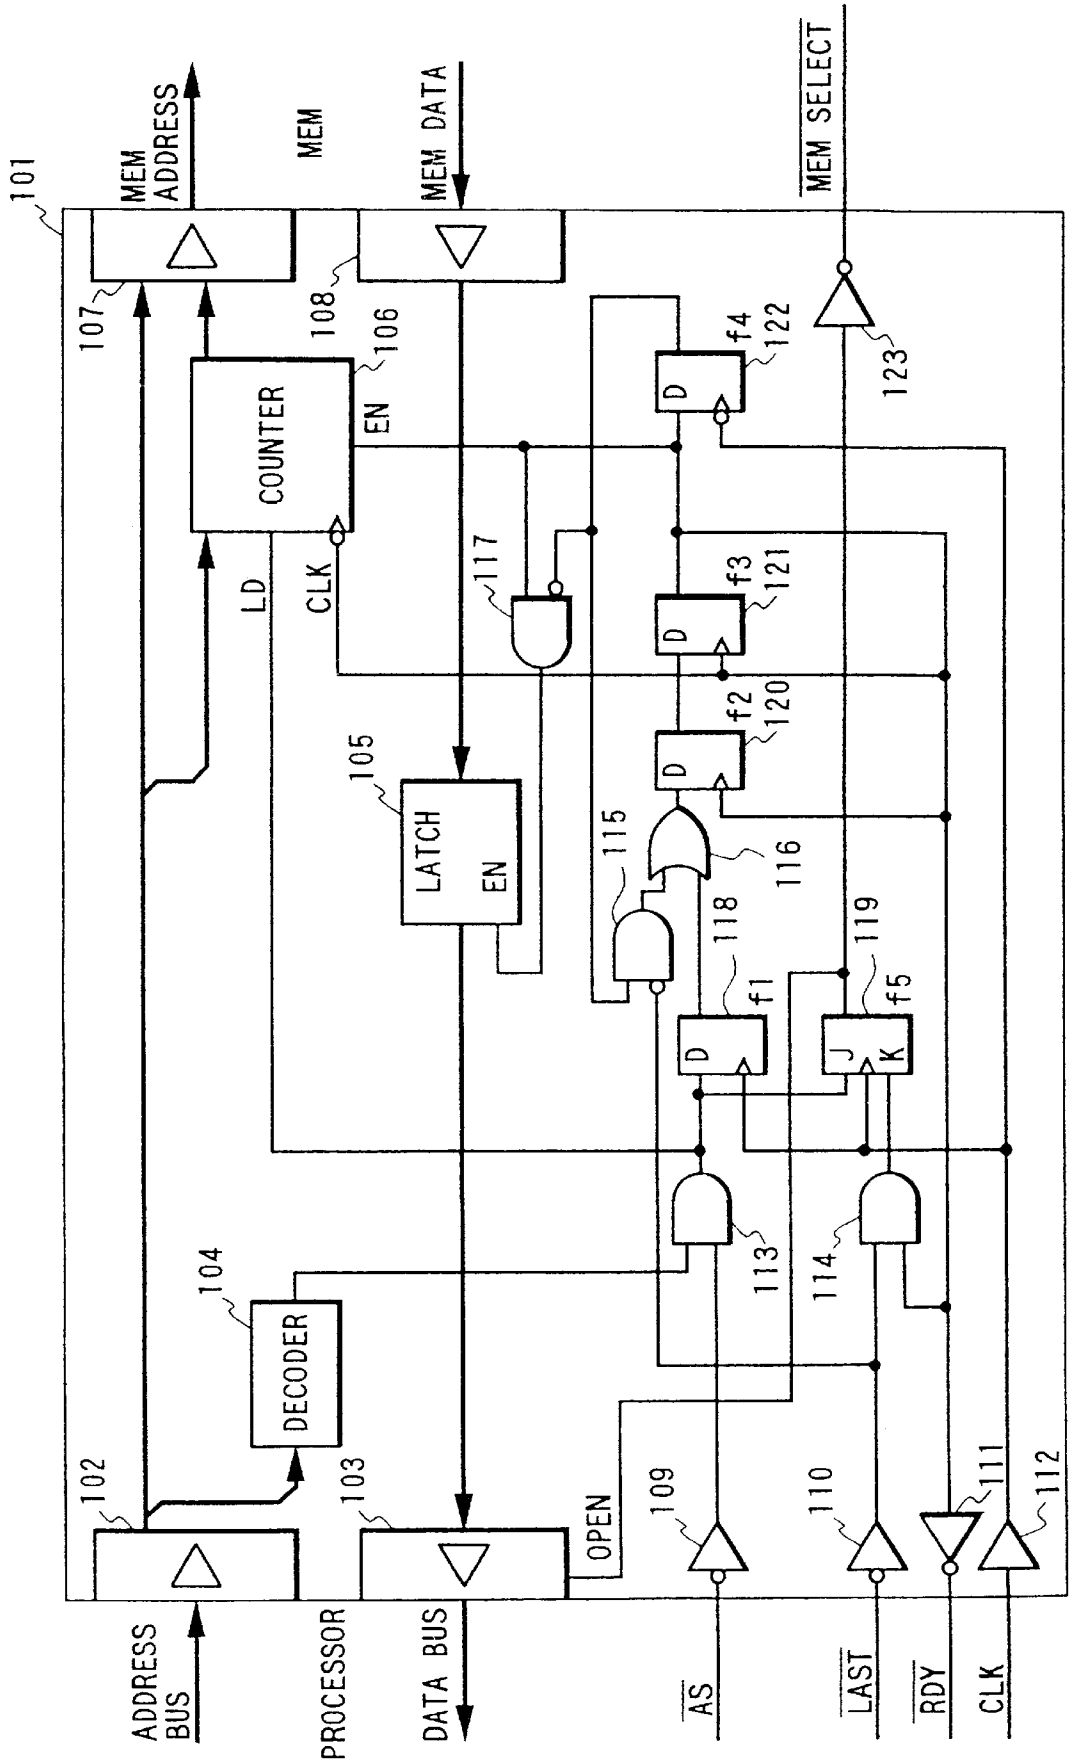 101
MEM
ADDRESS
MEM
MEM DATA
MEM SELECT
107
108
COUNTER
106
EN
LD
CLK
117
f4
122
123
f3
121
f2
120
D
D
D
105
LATCH
EN
115
116
118
119
f1
f5
D
J
K
104
DECODER
113
114
102
103
OPEN
109
110
111
112
ADDRESS
BUS
PROCESSOR
DATA BUS
AS
LAST
RDY
CLK